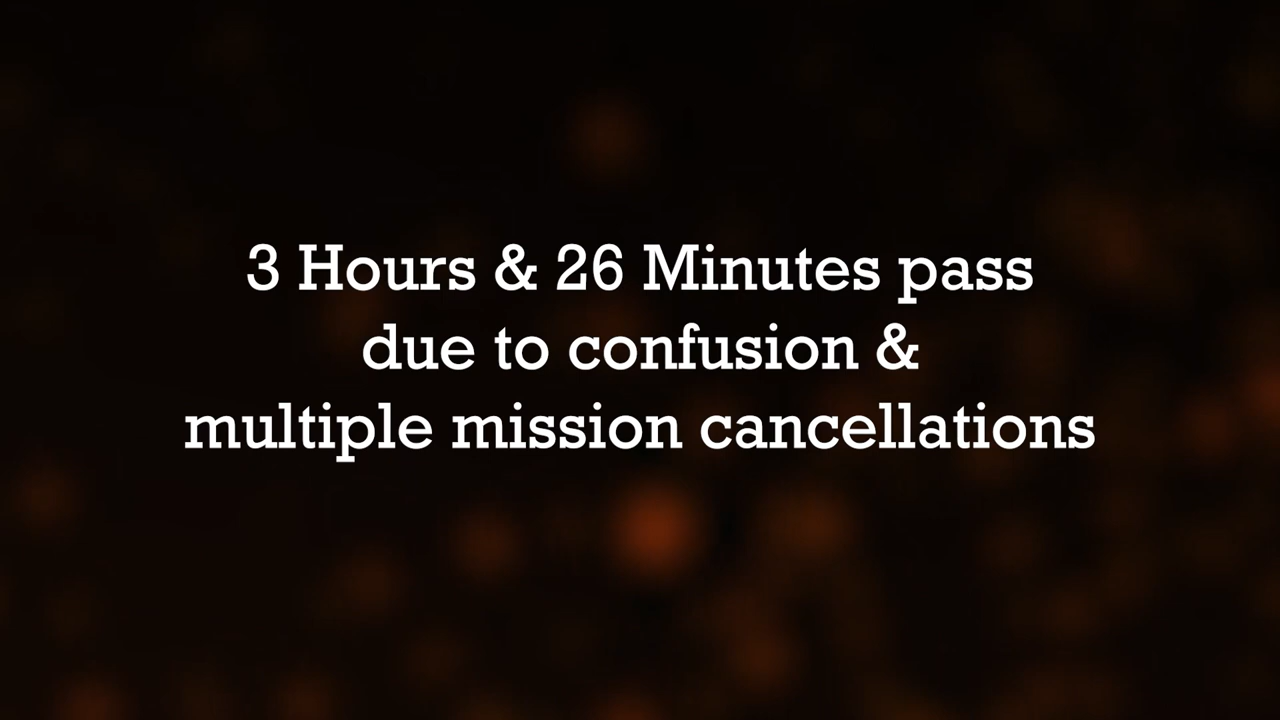 3 Hours & 26 Minutes pass
due to confusion &
multiple mission cancellations